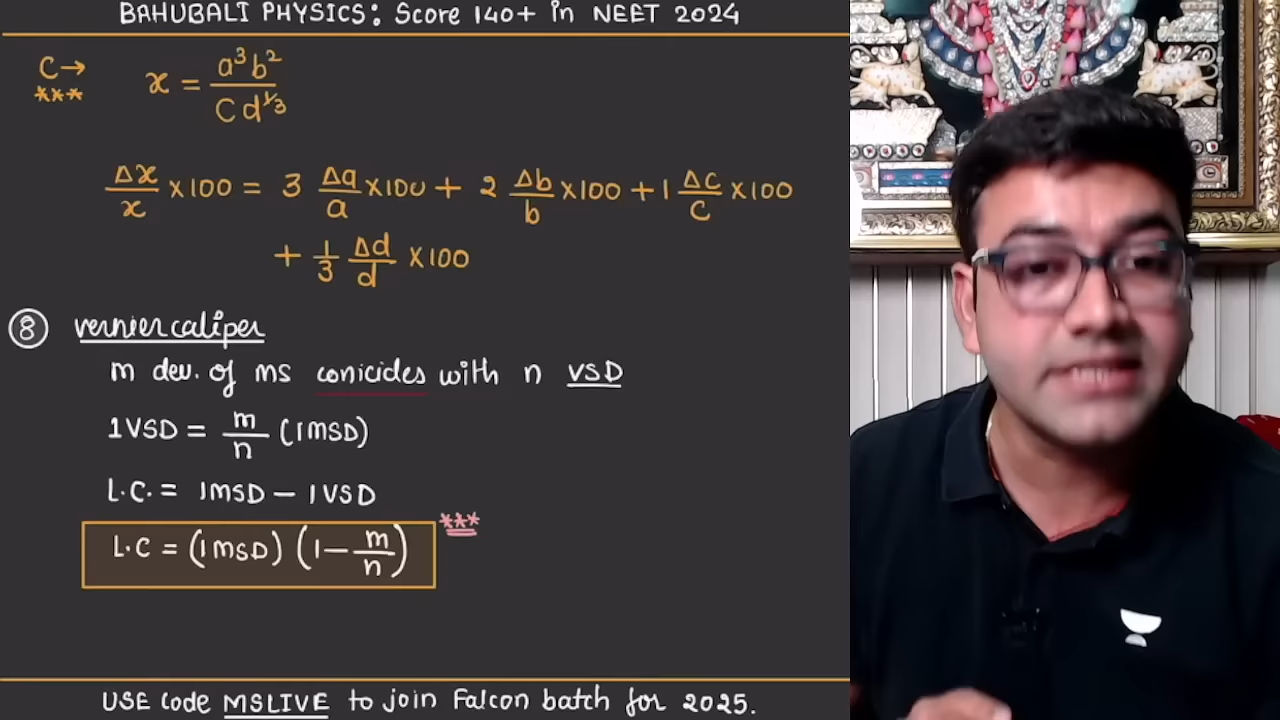 BAHUBALI PHYSICS: Score 140+ in NEET 2024
C→ x = a³b² / C d^⅓
***
Δx/x ×100 = 3 Δa/a ×100 + 2 Δb/b ×100 + 1 Δc/c ×100
+ 1/3 Δd/d ×100
⑧ vernier caliper
m dev. of ms conicides with n VSD
1VSD = m/n (1MSD)
L.C. = 1MSD − 1VSD
L.C = (1MSD) (1 − m/n) ***
USE Code MSLIVE to join Falcon batch for 2025.